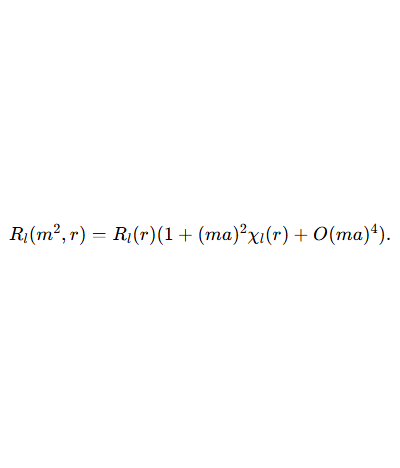 $R_l(m^2, r) = R_l(r)(1 + (ma)^2 \chi_l(r) + O(ma)^4).$